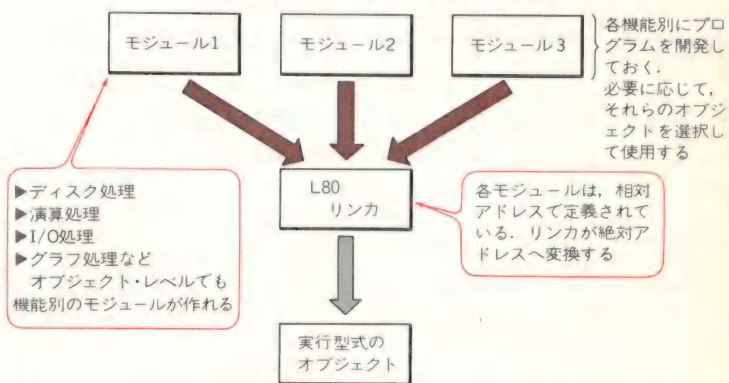 モジュール1
モジュール2
モジュール3
各機能別にプロ
グラムを開発し
ておく．
必要に応じて，
それらのオブジ
ェクトを選択し
て使用する
▶ディスク処理
▶演算処理
▶I/O処理
▶グラフ処理など
オブジェクト・レベルでも
機能別のモジュールが作れる
L80
リンカ
各モジュールは，相対
アドレスで定義されて
いる．リンカが絶対ア
ドレスへ変換する
実行型式の
オブジェクト